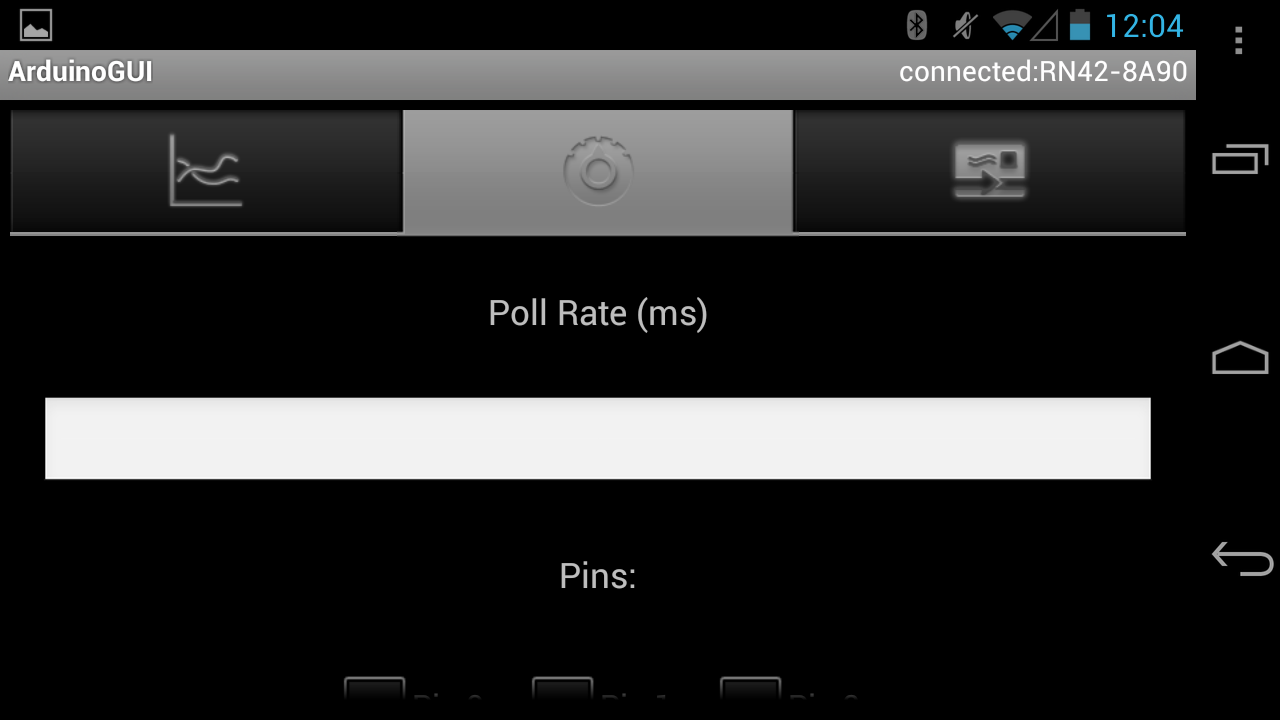 12:04
ArduinoGUI connected:RN42-8A90
Poll Rate (ms)
Pins: